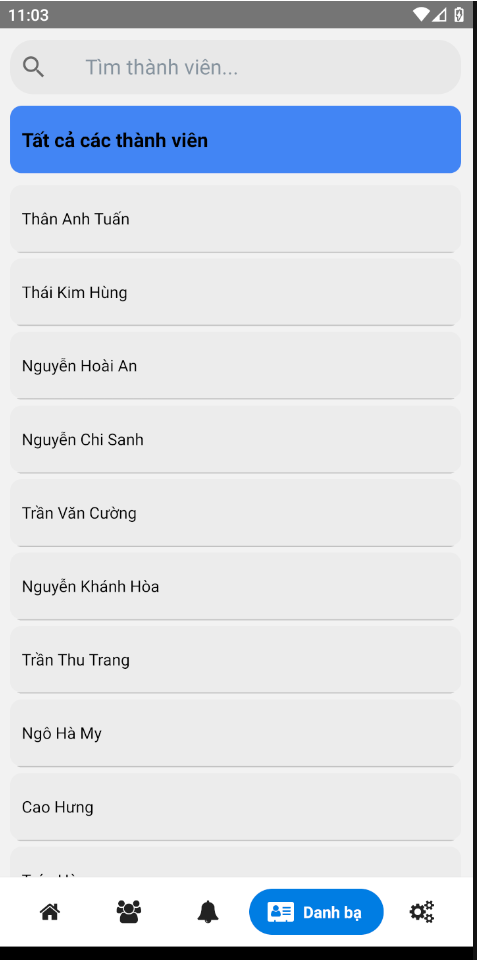 11:03
Tìm thành viên...
Tất cả các thành viên
Thân Anh Tuấn
Thái Kim Hùng
Nguyễn Hoài An
Nguyễn Chi Sanh
Trần Văn Cường
Nguyễn Khánh Hòa
Trần Thu Trang
Ngô Hà My
Cao Hưng
Danh bạ